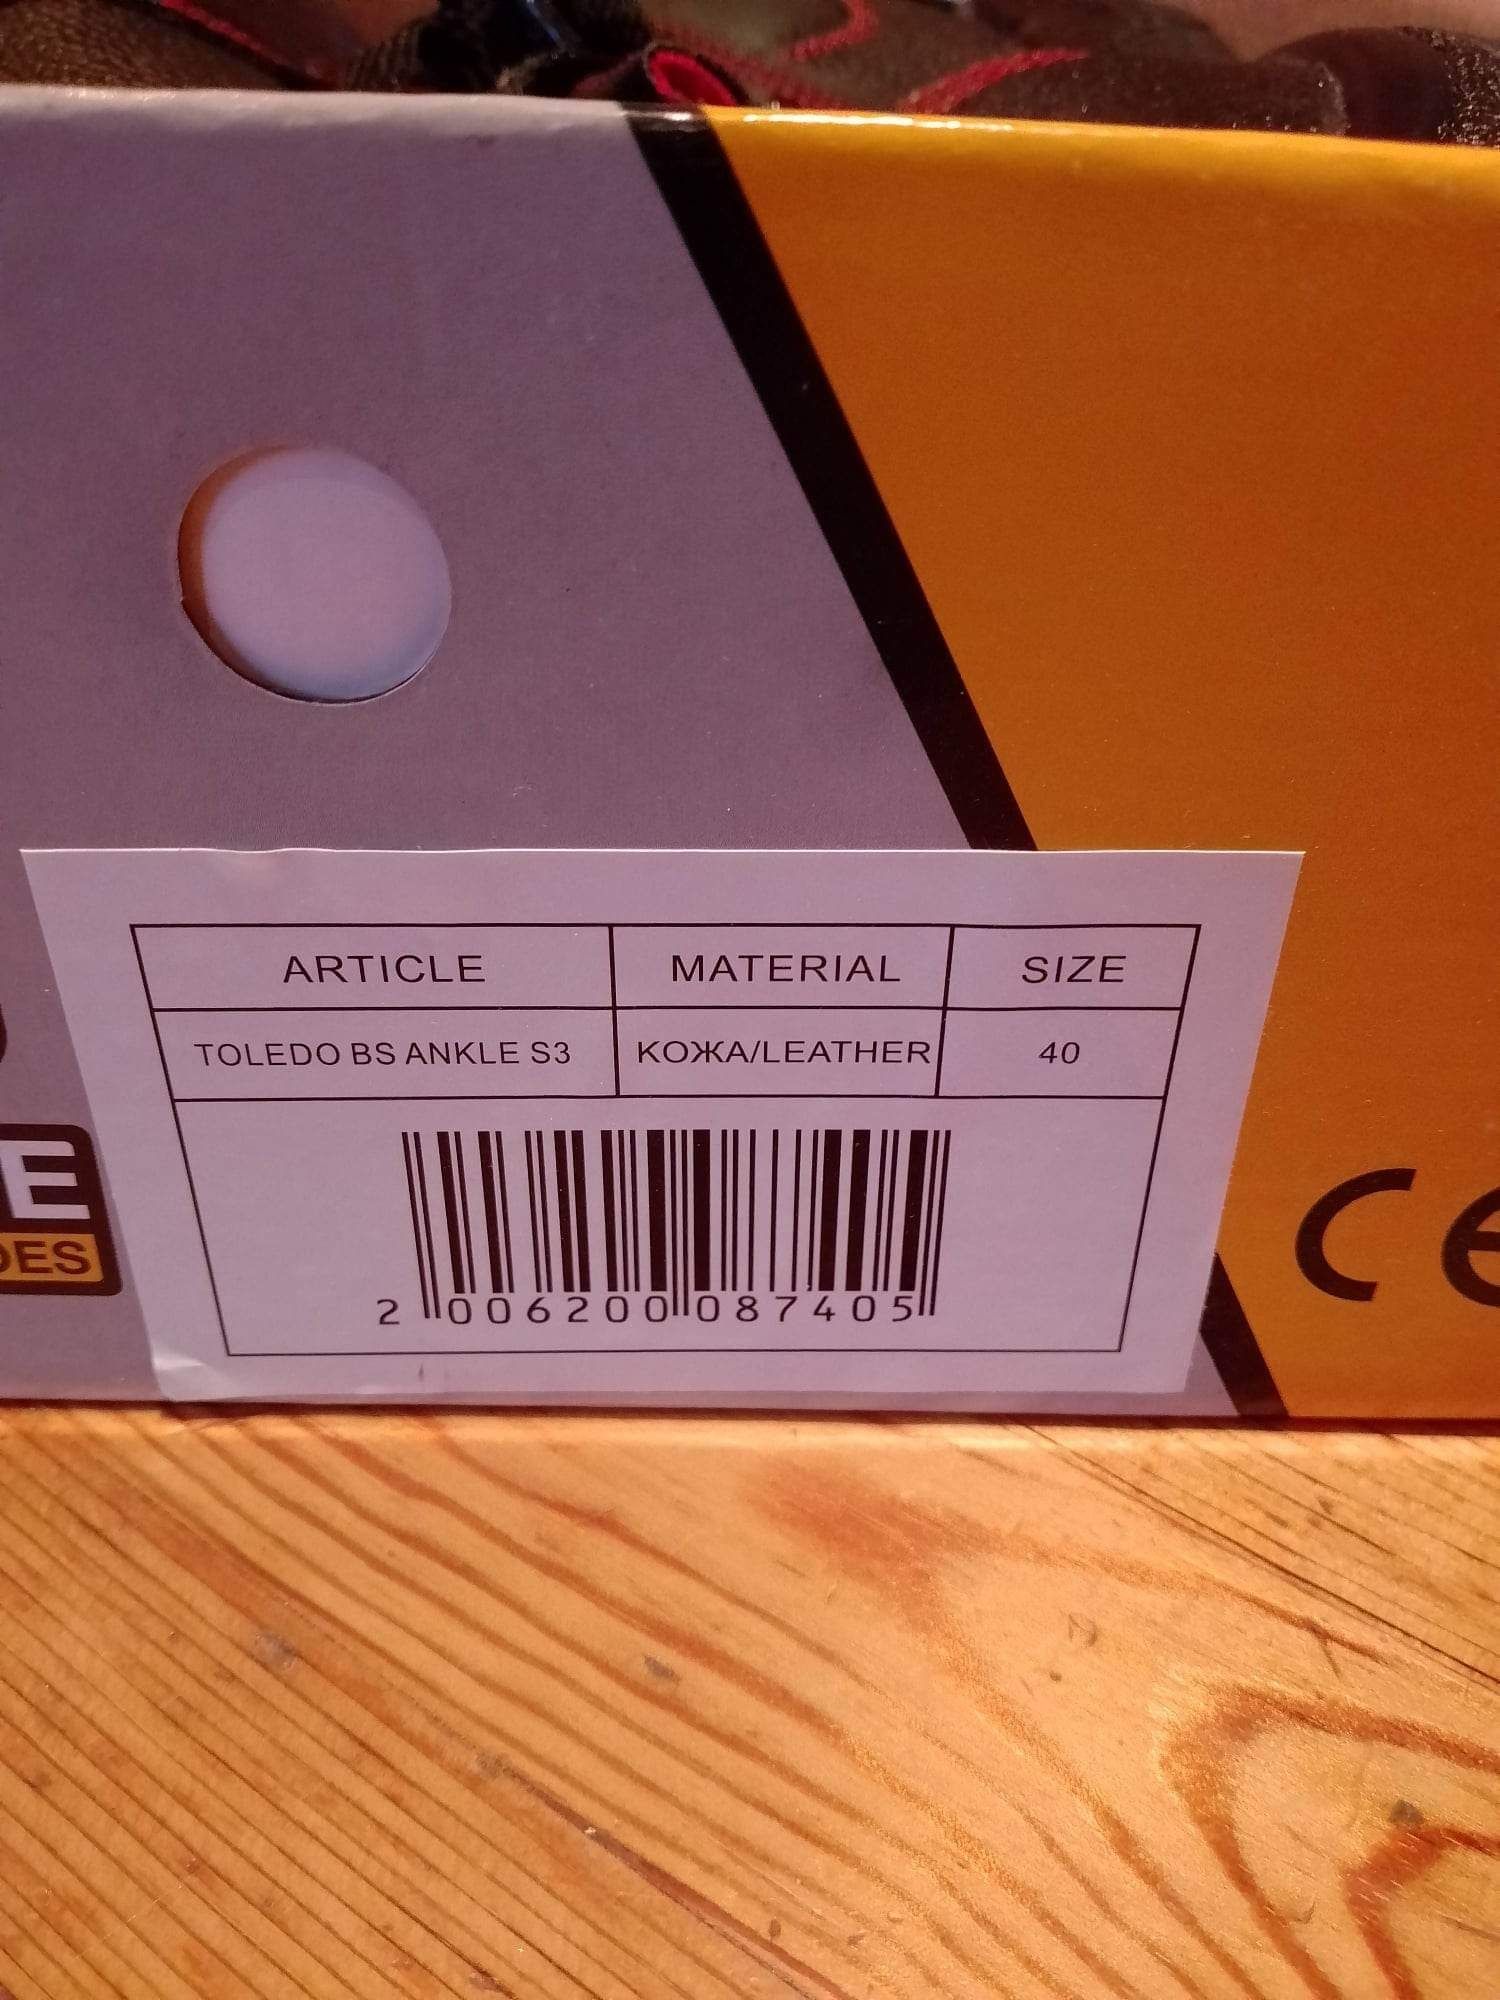 ARTICLE MATERIAL SIZE
TOLEDO BS ANKLE S3 КОЖА/LEATHER 40
2 006200 087405
E
DES
CE